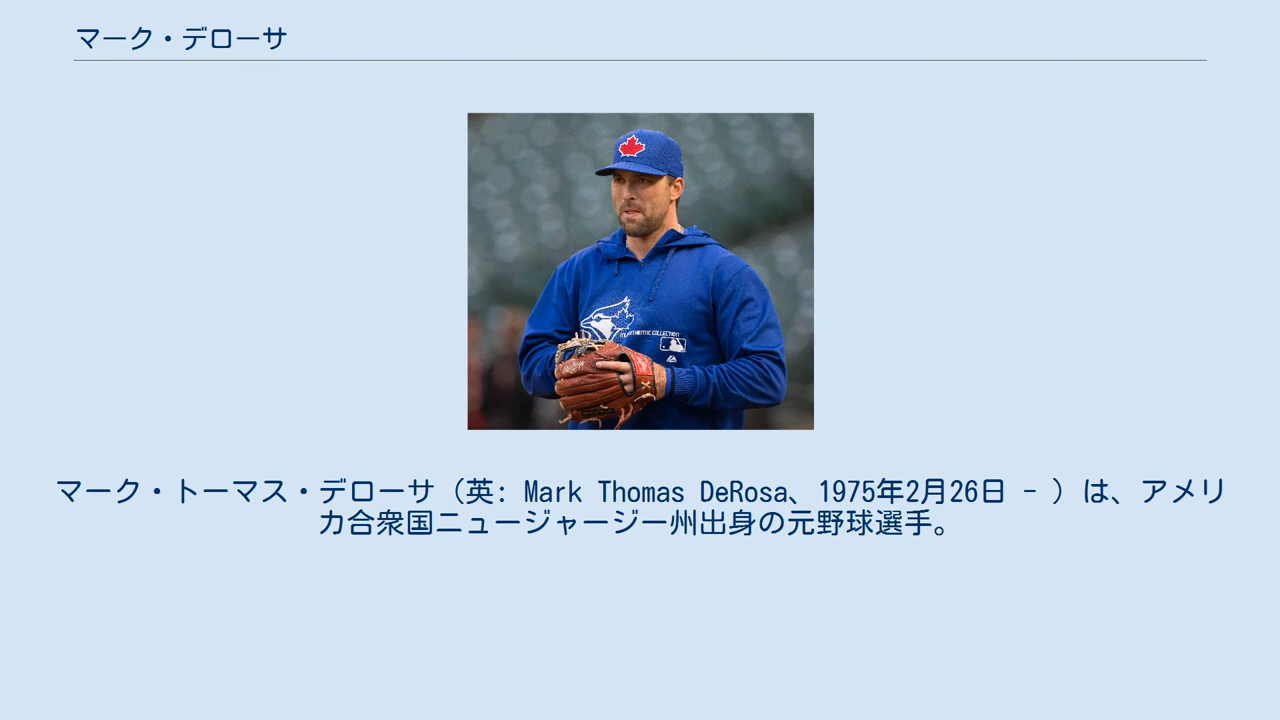 マーク・デローサ
マーク・トーマス・デローサ（英: Mark Thomas DeRosa、1975年2月26日 - ）は、アメリ
カ合衆国ニュージャージー州出身の元野球選手。